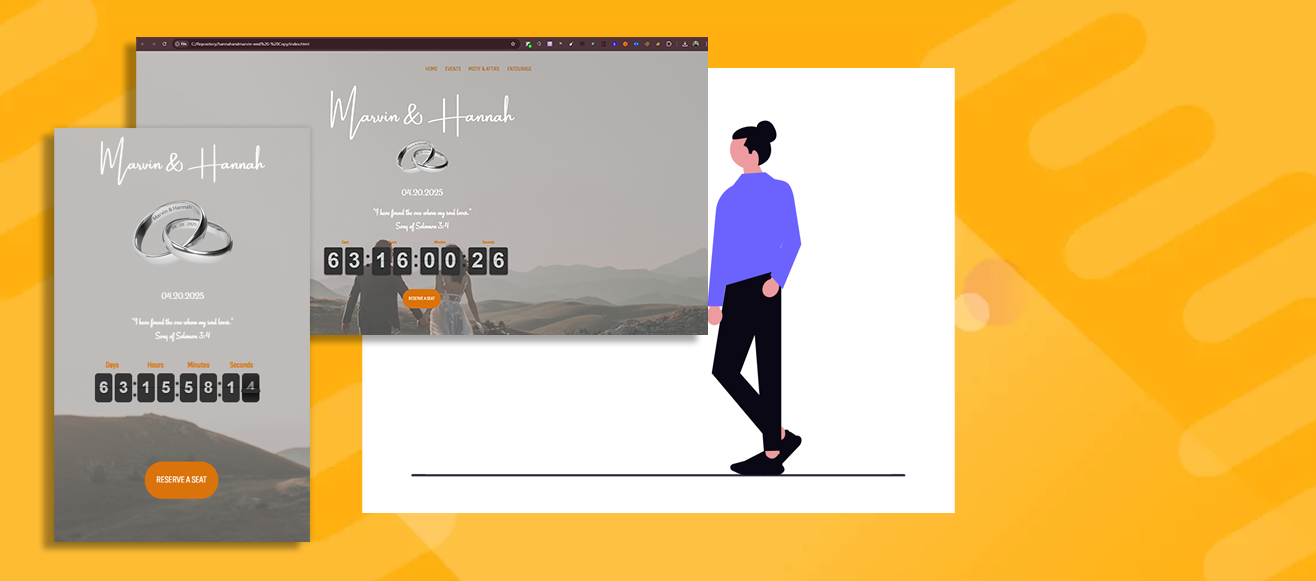 File C:/Repository/hannahandmarvin-end%20-%20Copy/index.html
HOME EVENTS MOTIF & ATTIRE ENTOURAGE
Marvin & Hannah
04.20.2025
"I have found the one whom my soul loves."
Song of Solomon 3:4
Days Hours Minutes Seconds
63:16:00:26
RESERVE A SEAT
Marvin & Hannah
Marvin & Hannah
04.20.2025
"I have found the one whom my soul loves."
Song of Solomon 3:4
Days Hours Minutes Seconds
63:15:58:14
RESERVE A SEAT